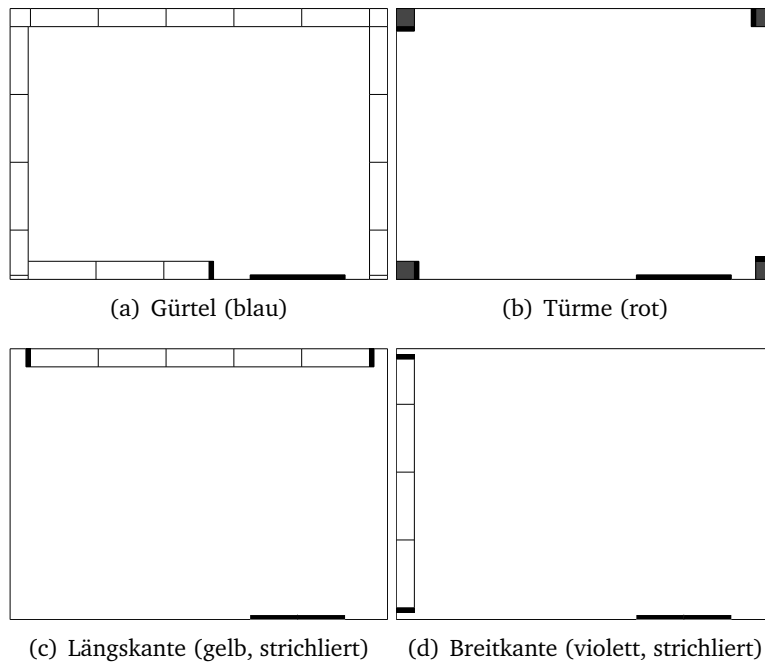 (a) Gürtel (blau)
(b) Türme (rot)
(c) Längskante (gelb, strichliert)
(d) Breitkante (violett, strichliert)